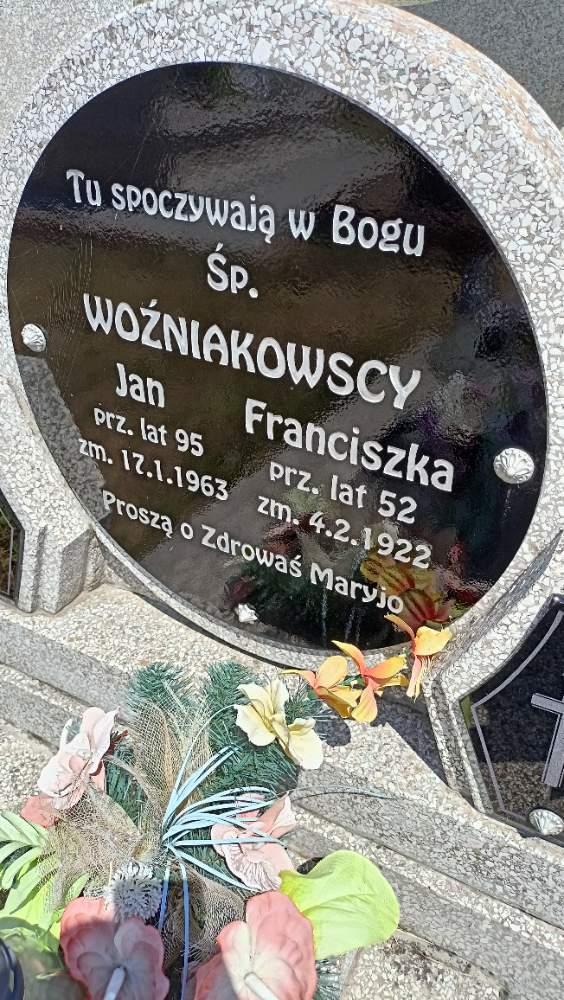 Tu spoczywają w Bogu
Śp.
WOŹNIAKOWSCY
Jan Franciszka
prz. lat 95 prz. lat 52
zm. 17.1.1963 zm. 4.2.1922
Proszą o Zdrowaś Maryjo